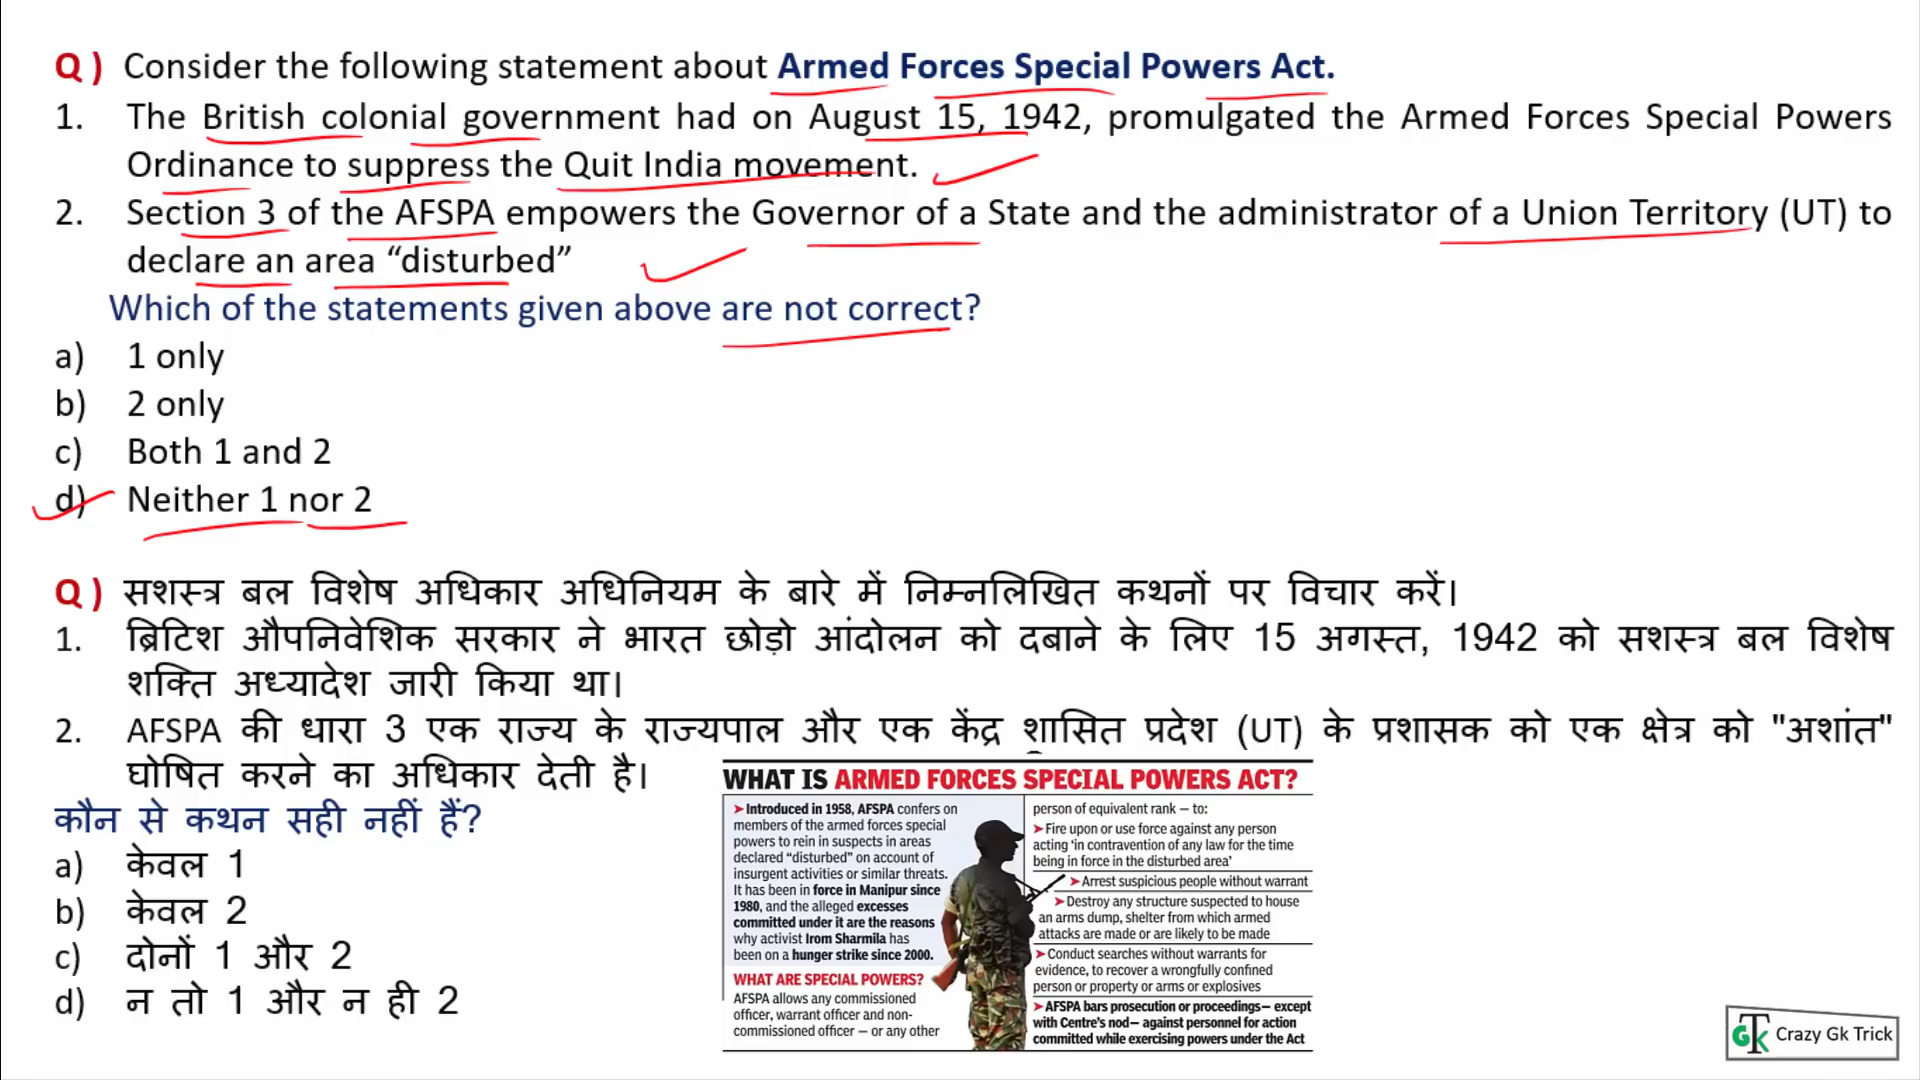 Q ) Consider the following statement about Armed Forces Special Powers Act.
1. The British colonial government had on August 15, 1942, promulgated the Armed Forces Special Powers
Ordinance to suppress the Quit India movement.
2. Section 3 of the AFSPA empowers the Governor of a State and the administrator of a Union Territory (UT) to
declare an area “disturbed”
Which of the statements given above are not correct?
a) 1 only
b) 2 only
c) Both 1 and 2
d) Neither 1 nor 2
Q ) सशस्त्र बल विशेष अधिकार अधिनियम के बारे में निम्नलिखित कथनों पर विचार करें।
1. ब्रिटिश औपनिवेशिक सरकार ने भारत छोड़ो आंदोलन को दबाने के लिए 15 अगस्त, 1942 को सशस्त्र बल विशेष
शक्ति अध्यादेश जारी किया था।
2. AFSPA की धारा 3 एक राज्य के राज्यपाल और एक केंद्र शासित प्रदेश (UT) के प्रशासक को एक क्षेत्र को "अशांत"
घोषित करने का अधिकार देती है।
कौन से कथन सही नहीं हैं?
a) केवल 1
b) केवल 2
c) दोनों 1 और 2
d) न तो 1 और न ही 2
WHAT IS ARMED FORCES SPECIAL POWERS ACT?
➤Introduced in 1958, AFSPA confers on
members of the armed forces special
powers to rein in suspects in areas
declared “disturbed” on account of
insurgent activities or similar threats.
It has been in force in Manipur since
1980, and the alleged excesses
committed under it are the reasons
why activist Irom Sharmila has
been on a hunger strike since 2000.
WHAT ARE SPECIAL POWERS?
AFSPA allows any commissioned
officer, warrant officer and non-
commissioned officer — or any other
person of equivalent rank — to:
➤Fire upon or use force against any person
acting ‘in contravention of any law for the time
being in force in the disturbed area’
➤Arrest suspicious people without warrant
➤Destroy any structure suspected to house
an arms dump, shelter from which armed
attacks are made or are likely to be made
➤Conduct searches without warrants for
evidence, to recover a wrongfully confined
person or property or arms or explosives
➤AFSPA bars prosecution or proceedings— except
with Centre's nod— against personnel for action
committed while exercising powers under the Act
GTK Crazy Gk Trick